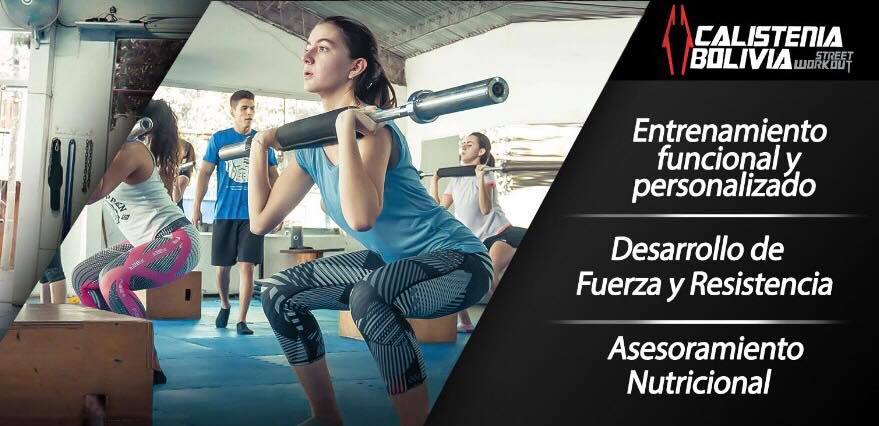 CALISTENIA
BOLIVIA STREET
WORKOUT
Entrenamiento
funcional y
personalizado
Desarrollo de
Fuerza y Resistencia
Asesoramiento
Nutricional